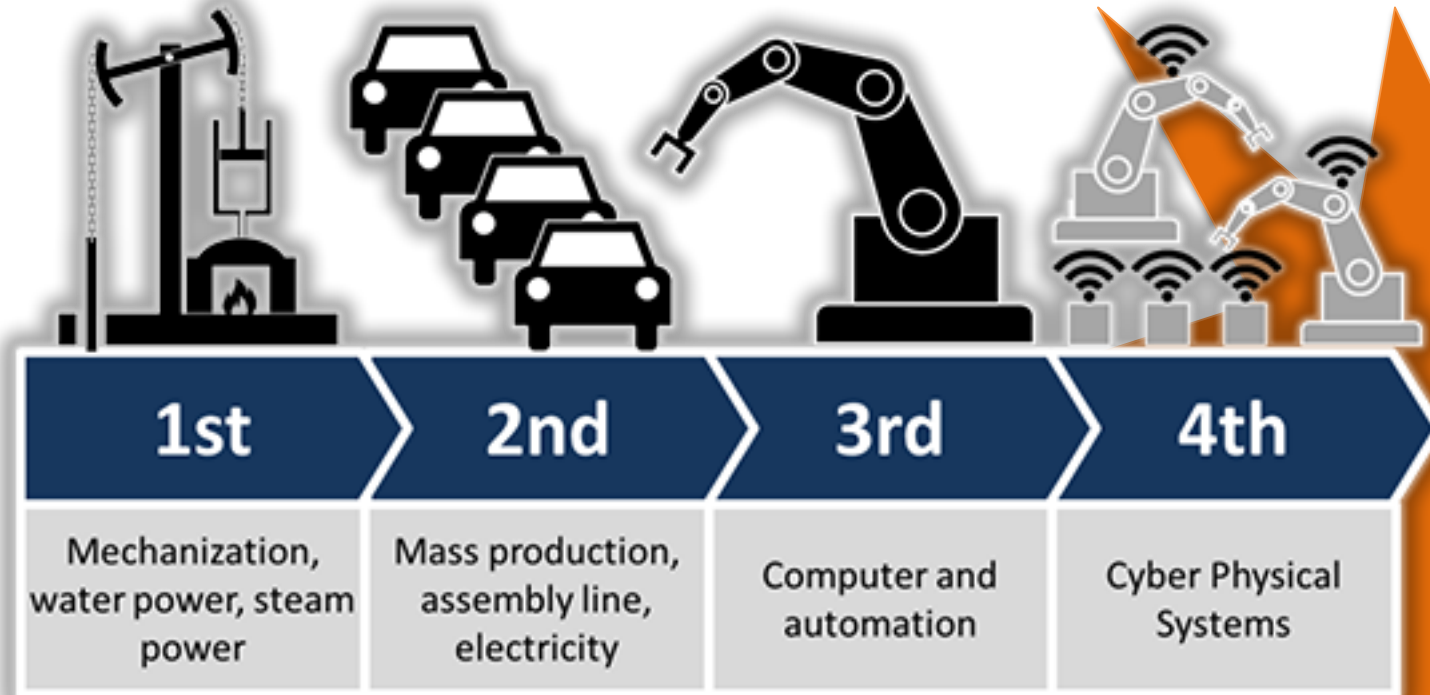 1st
2nd
3rd
4th
Mechanization,
water power, steam
power
Mass production,
assembly line,
electricity
Computer and
automation
Cyber Physical
Systems